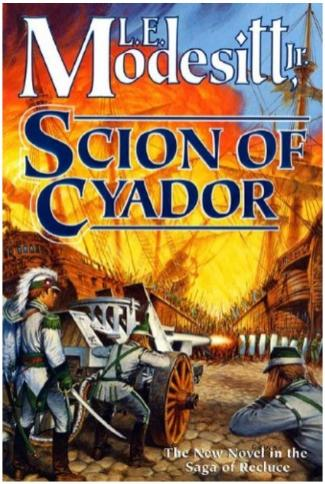 L.E.
Modesitt, Jr.
SCION OF
CYADOR
The New Novel in the
Saga of Recluce